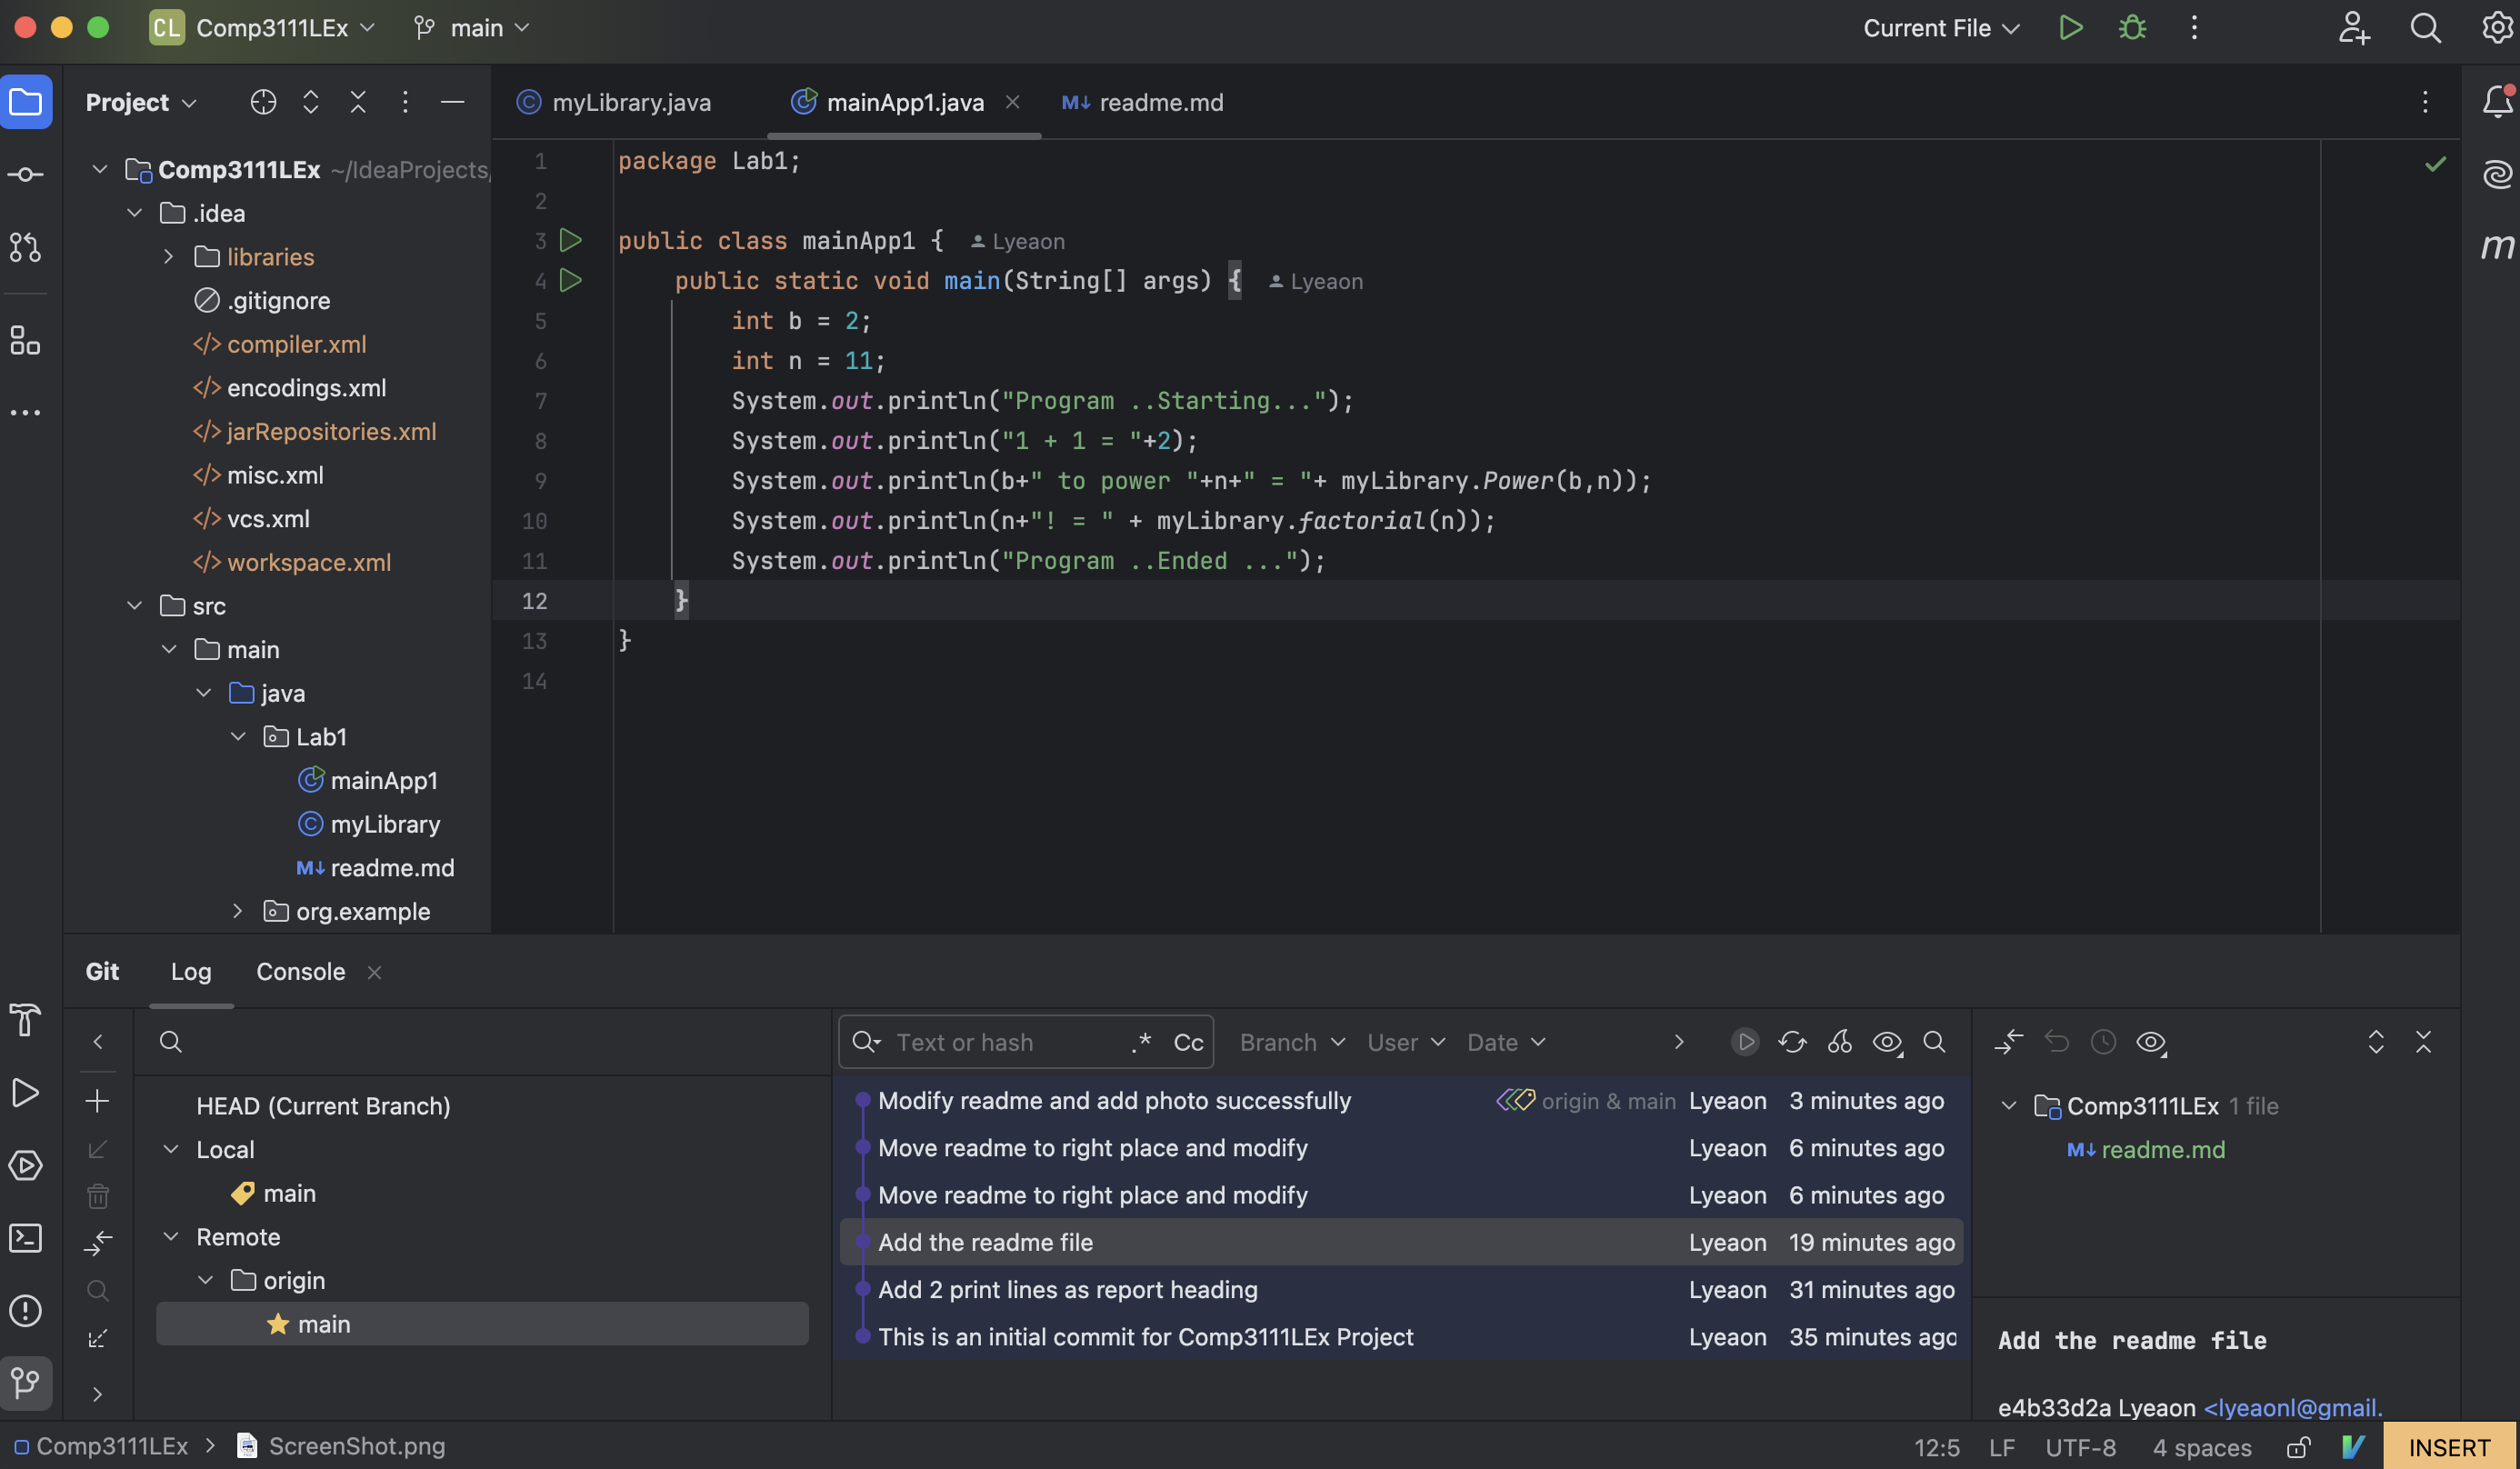 CL Comp3111LEx main Current File
Project
myLibrary.java mainApp1.java M↓ readme.md
Comp3111LEx ~/IdeaProjects/
.idea
libraries
.gitignore
</> compiler.xml
</> encodings.xml
</> jarRepositories.xml
</> misc.xml
</> vcs.xml
</> workspace.xml
src
main
java
Lab1
mainApp1
myLibrary
M↓ readme.md
org.example
1 package Lab1;
2
3 public class mainApp1 { Lyeaon
4 public static void main(String[] args) { Lyeaon
5 int b = 2;
6 int n = 11;
7 System.out.println("Program ..Starting...");
8 System.out.println("1 + 1 = "+2);
9 System.out.println(b+" to power "+n+" = "+ myLibrary.Power(b,n));
10 System.out.println(n+"! = " + myLibrary.factorial(n));
11 System.out.println("Program ..Ended ...");
12 }
13 }
14
m
Git Log Console
HEAD (Current Branch)
Local
main
Remote
origin
main
Text or hash .* Cc Branch User Date
Modify readme and add photo successfully origin & main Lyeaon 3 minutes ago
Move readme to right place and modify Lyeaon 6 minutes ago
Move readme to right place and modify Lyeaon 6 minutes ago
Add the readme file Lyeaon 19 minutes ago
Add 2 print lines as report heading Lyeaon 31 minutes ago
This is an initial commit for Comp3111LEx Project Lyeaon 35 minutes ago
Comp3111LEx 1 file
M↓ readme.md
Add the readme file
e4b33d2a Lyeaon <lyeaonl@gmail.
Comp3111LEx > ScreenShot.png 12:5 LF UTF-8 4 spaces INSERT